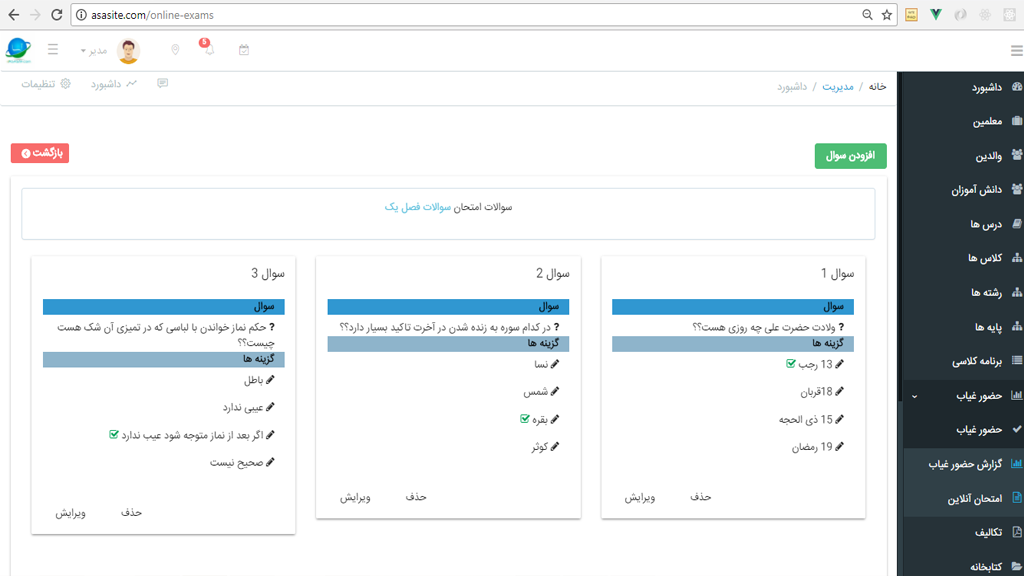 asasite.com/online-exams
مدیر
5
خانه / مدیریت / داشبورد
داشبورد
تنظیمات
افزودن سوال
بازگشت
سوالات امتحان سوالات فصل یک
سوال 1
سوال
? ولادت حضرت علی چه روزی هست؟؟
گزینه ها
13 رجب
18قربان
15 ذی الحجه
19 رمضان
حذف
ویرایش
سوال 2
سوال
? در کدام سوره به زنده شدن در آخرت تاکید بسیار دارد؟؟
گزینه ها
نسا
شمس
بقره
کوثر
حذف
ویرایش
سوال 3
سوال
? حکم نماز خواندن با لباسی که در تمیزی آن شک هست
چیست؟؟
گزینه ها
باطل
عیبی ندارد
اگر بعد از نماز متوجه شود عیب ندارد
صحیح نیست
حذف
ویرایش
داشبورد
معلمین
والدین
دانش آموزان
درس ها
کلاس ها
رشته ها
پایه ها
برنامه کلاسی
حضور غیاب
حضور غیاب
گزارش حضور غیاب
امتحان آنلاین
تکالیف
کتابخانه